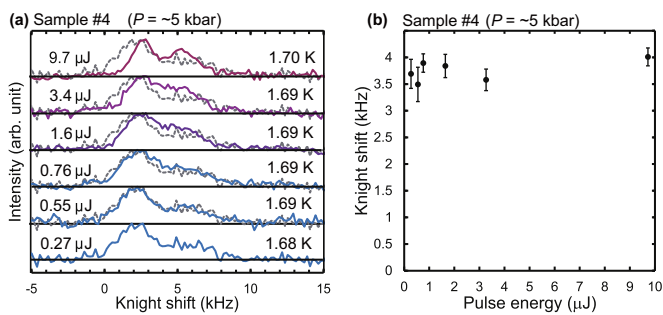 (a) Sample #4 (P = ~5 kbar)
9.7 µJ 1.70 K
3.4 µJ 1.69 K
1.6 µJ 1.69 K
0.76 µJ 1.69 K
0.55 µJ 1.69 K
0.27 µJ 1.68 K
Intensity (arb. unit)
-5 0 5 10 15
Knight shift (kHz)
(b) Sample #4 (P = ~5 kbar)
4.5
4
3.5
3
2.5
2
1.5
1
0.5
0
Knight shift (kHz)
0 1 2 3 4 5 6 7 8 9 10
Pulse energy (µJ)